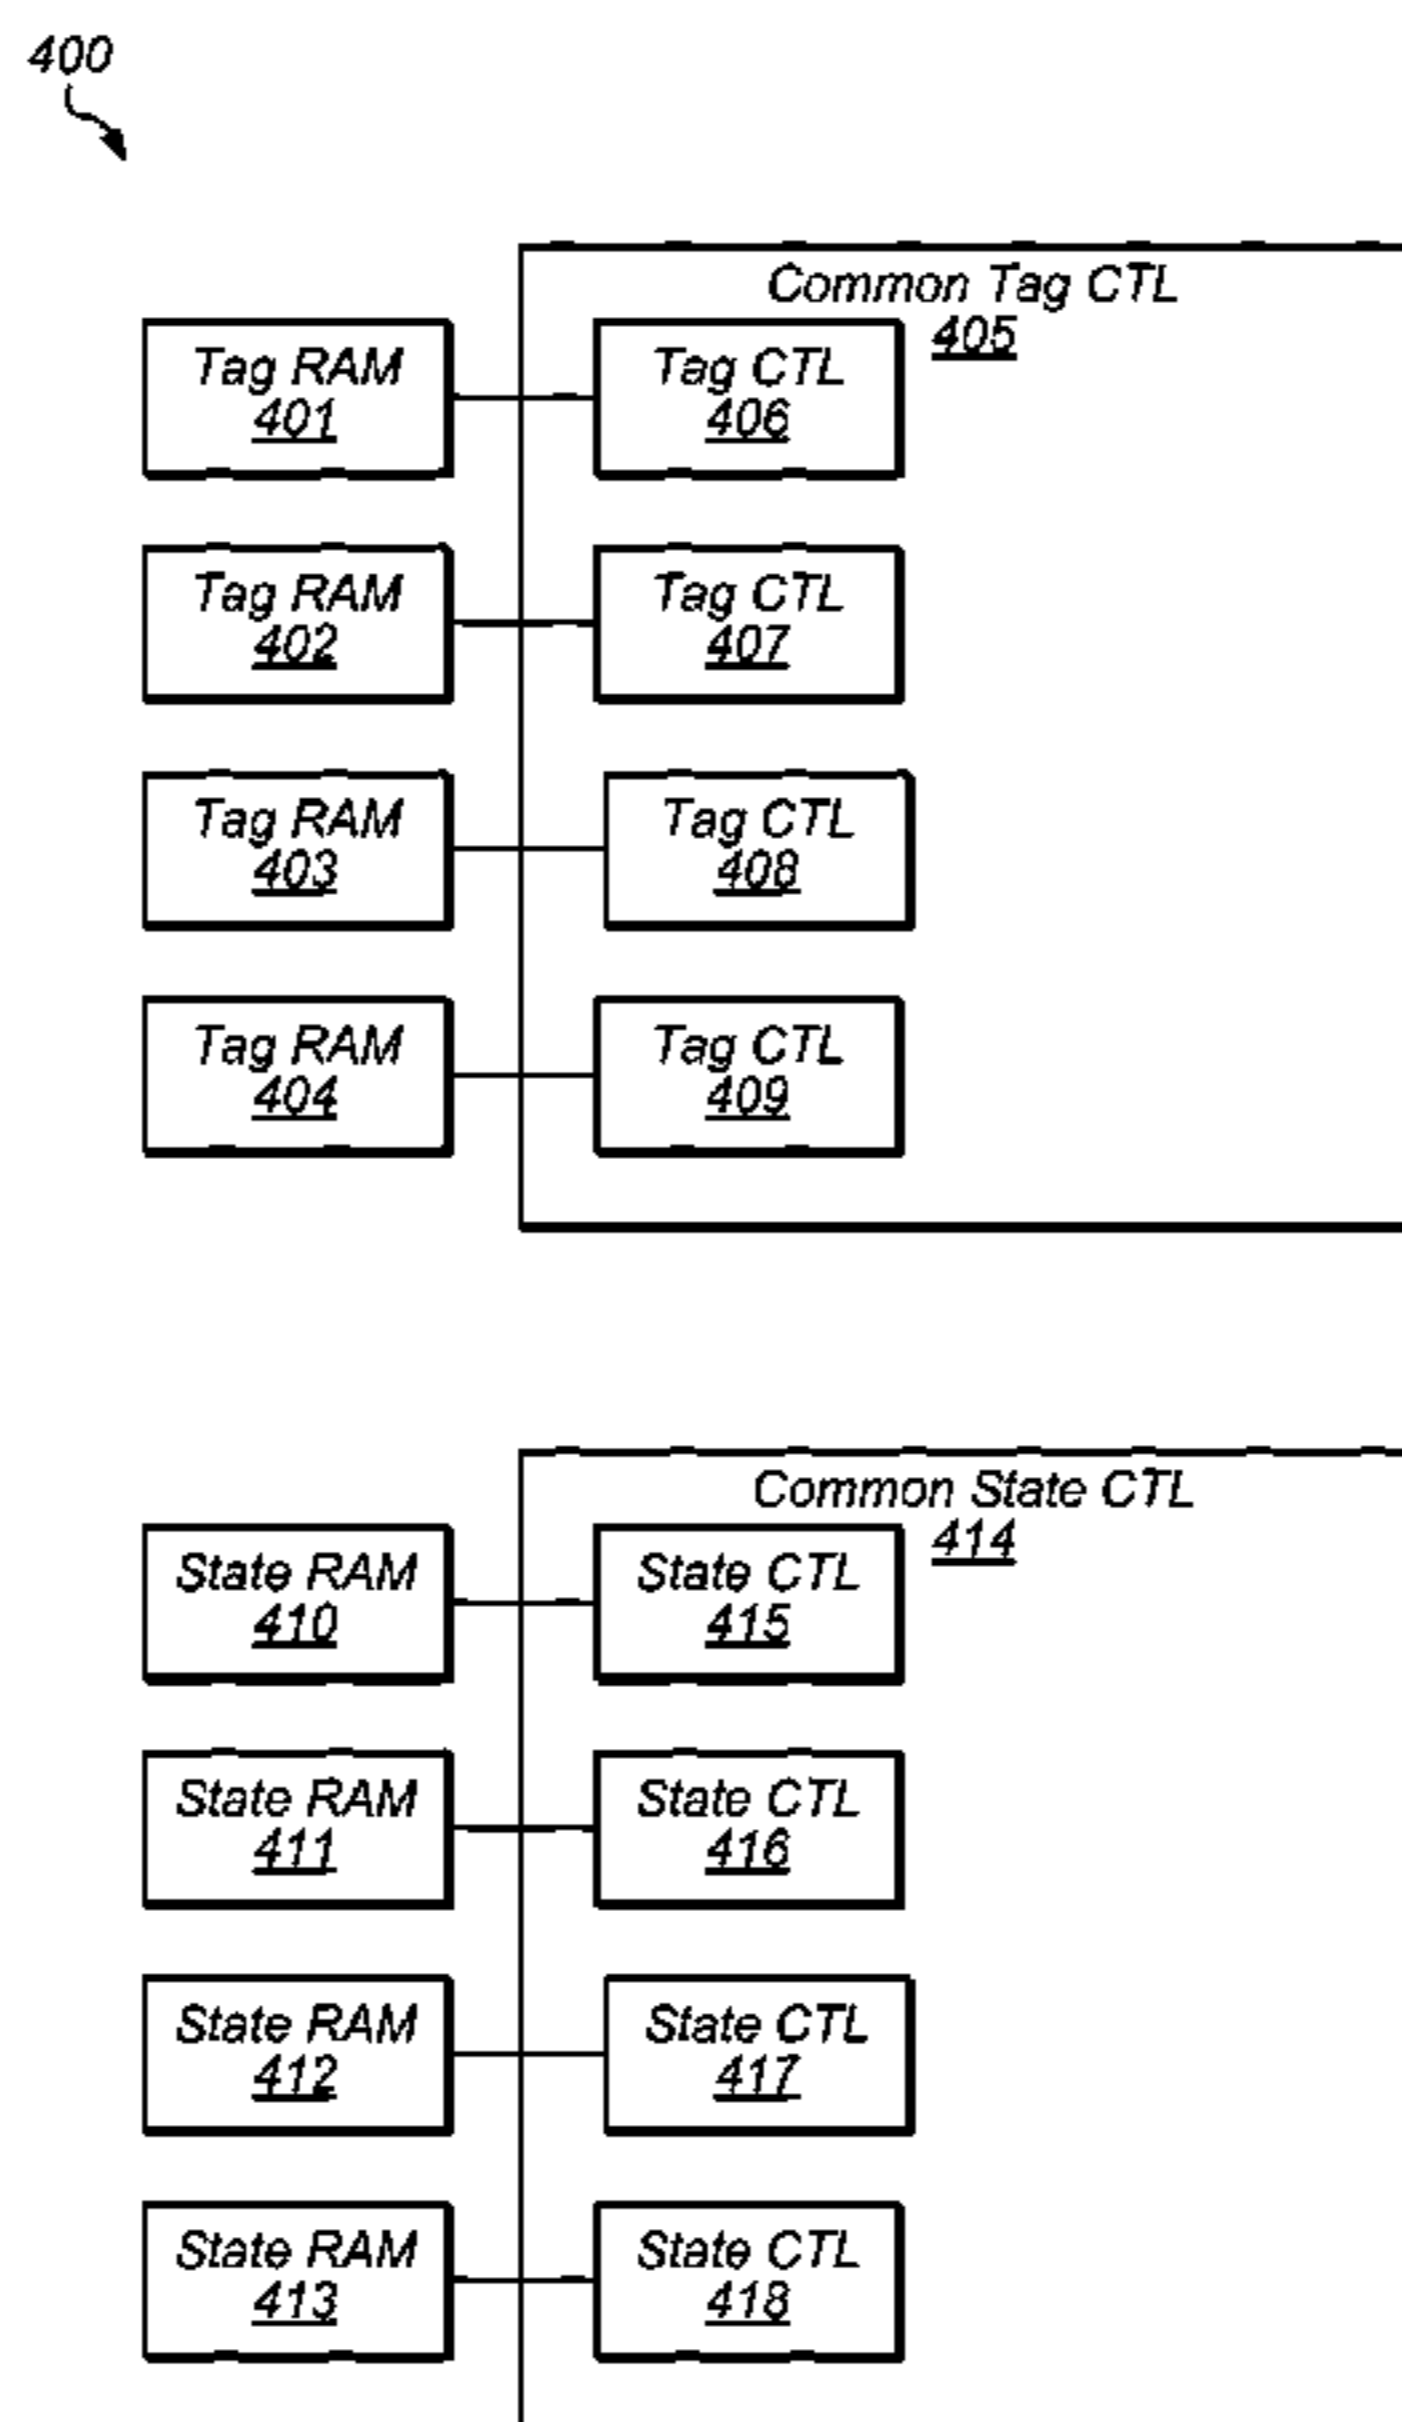 400
Common Tag CTL
405
Tag RAM
401
Tag CTL
406
Tag RAM
402
Tag CTL
407
Tag RAM
403
Tag CTL
408
Tag RAM
404
Tag CTL
409
Common State CTL
414
State RAM
410
State CTL
415
State RAM
411
State CTL
416
State RAM
412
State CTL
417
State RAM
413
State CTL
418